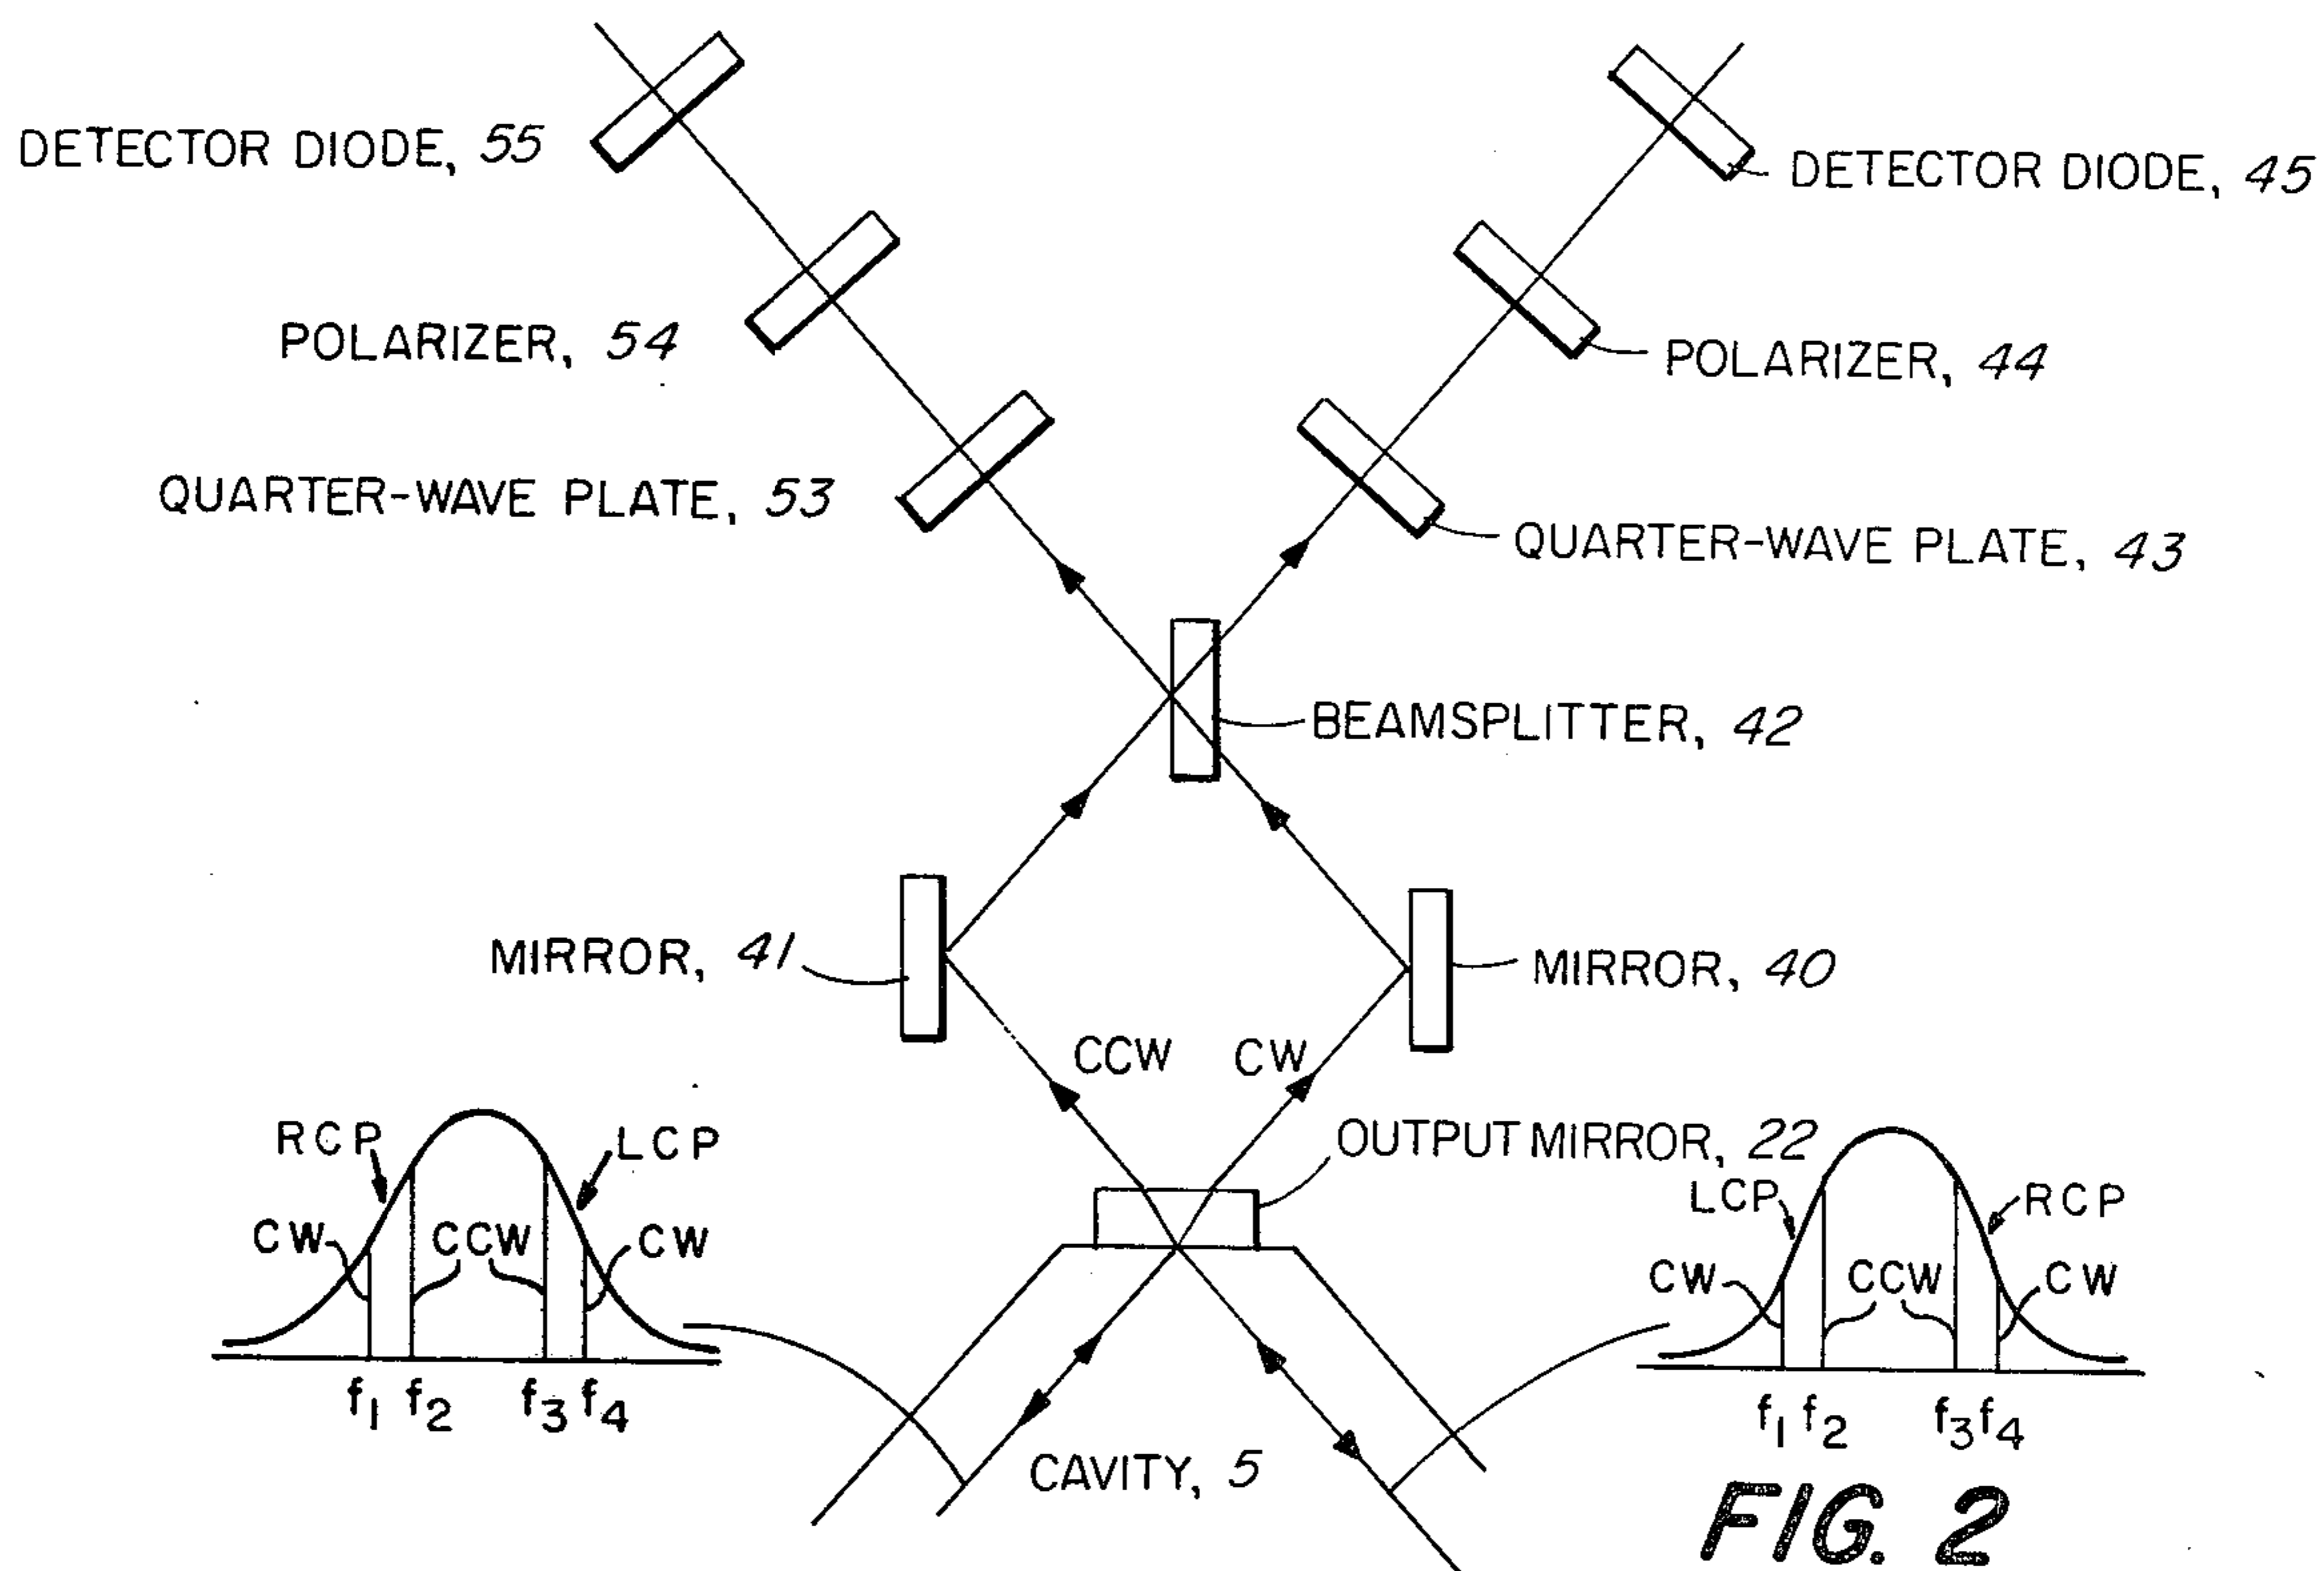 DETECTOR DIODE, 55
DETECTOR DIODE, 45
POLARIZER, 54
POLARIZER, 44
QUARTER-WAVE PLATE, 53
QUARTER-WAVE PLATE, 43
BEAMSPLITTER, 42
MIRROR, 41
MIRROR, 40
CCW CW
OUTPUT MIRROR, 22
RCP LCP
CW CCW CW
f1 f2 f3 f4
LCP RCP
CW CCW CW
f1 f2 f3 f4
CAVITY, 5
FIG. 2